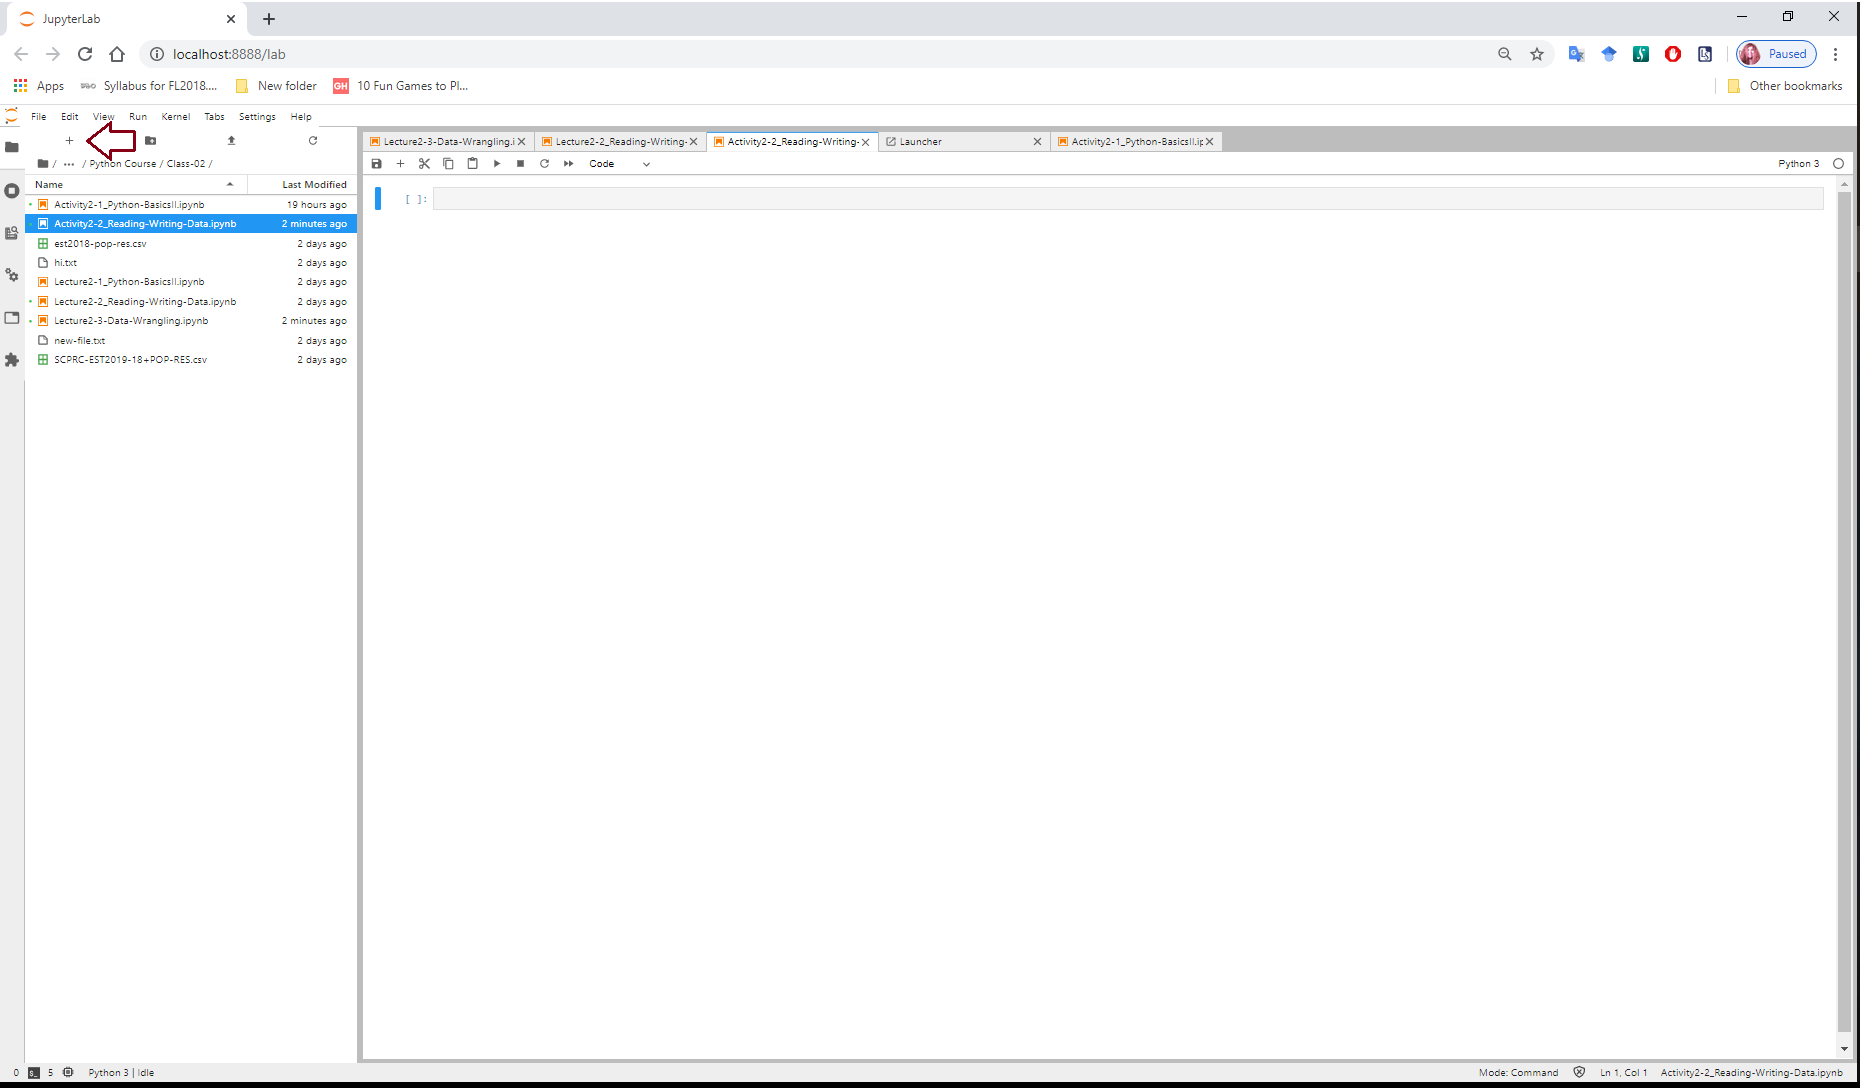 JupyterLab
localhost:8888/lab
Paused
Apps
Syllabus for FL2018....
New folder
GH
10 Fun Games to Pl...
Other bookmarks
File Edit View Run Kernel Tabs Settings Help
Lecture2-3-Data-Wrangling.i
Lecture2-2_Reading-Writing-
Activity2-2_Reading-Writing-
Launcher
Activity2-1_Python-BasicsII.ip
/ ... / Python Course / Class-02 /
Code
Python 3
Name Last Modified
Activity2-1_Python-BasicsII.ipynb 19 hours ago
[ ]:
Activity2-2_Reading-Writing-Data.ipynb 2 minutes ago
est2018-pop-res.csv 2 days ago
hi.txt 2 days ago
Lecture2-1_Python-BasicsII.ipynb 2 days ago
Lecture2-2_Reading-Writing-Data.ipynb 2 days ago
Lecture2-3-Data-Wrangling.ipynb 2 minutes ago
new-file.txt 2 days ago
SCPRC-EST2019-18+POP-RES.csv 2 days ago
0 5 Python 3 | Idle
Mode: Command Ln 1, Col 1 Activity2-2_Reading-Writing-Data.ipynb